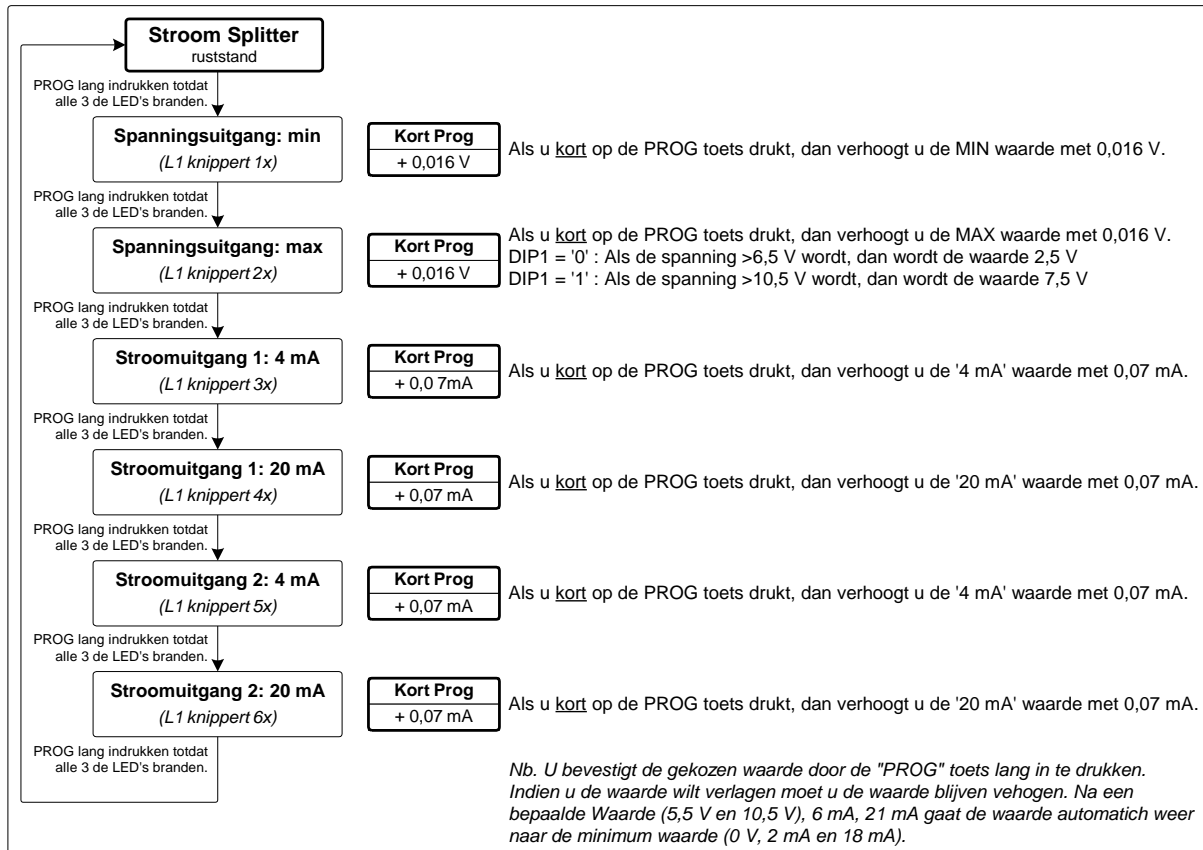 Stroom Splitter
ruststand
PROG lang indrukken totdat
alle 3 de LED's branden.
Spanningsuitgang: min
(L1 knippert 1x)
Kort Prog
+ 0,016 V
Als u kort op de PROG toets drukt, dan verhoogt u de MIN waarde met 0,016 V.
PROG lang indrukken totdat
alle 3 de LED's branden.
Spanningsuitgang: max
(L1 knippert 2x)
Kort Prog
+ 0,016 V
Als u kort op de PROG toets drukt, dan verhoogt u de MAX waarde met 0,016 V.
DIP1 = '0' : Als de spanning >6,5 V wordt, dan wordt de waarde 2,5 V
DIP1 = '1' : Als de spanning >10,5 V wordt, dan wordt de waarde 7,5 V
PROG lang indrukken totdat
alle 3 de LED's branden.
Stroomuitgang 1: 4 mA
(L1 knippert 3x)
Kort Prog
+ 0,0 7mA
Als u kort op de PROG toets drukt, dan verhoogt u de '4 mA' waarde met 0,07 mA.
PROG lang indrukken totdat
alle 3 de LED's branden.
Stroomuitgang 1: 20 mA
(L1 knippert 4x)
Kort Prog
+ 0,07 mA
Als u kort op de PROG toets drukt, dan verhoogt u de '20 mA' waarde met 0,07 mA.
PROG lang indrukken totdat
alle 3 de LED's branden.
Stroomuitgang 2: 4 mA
(L1 knippert 5x)
Kort Prog
+ 0,07 mA
Als u kort op de PROG toets drukt, dan verhoogt u de '4 mA' waarde met 0,07 mA.
PROG lang indrukken totdat
alle 3 de LED's branden.
Stroomuitgang 2: 20 mA
(L1 knippert 6x)
Kort Prog
+ 0,07 mA
Als u kort op de PROG toets drukt, dan verhoogt u de '20 mA' waarde met 0,07 mA.
PROG lang indrukken totdat
alle 3 de LED's branden.
Nb. U bevestigt de gekozen waarde door de "PROG" toets lang in te drukken.
Indien u de waarde wilt verlagen moet u de waarde blijven vehogen. Na een
bepaalde Waarde (5,5 V en 10,5 V), 6 mA, 21 mA gaat de waarde automatich weer
naar de minimum waarde (0 V, 2 mA en 18 mA).